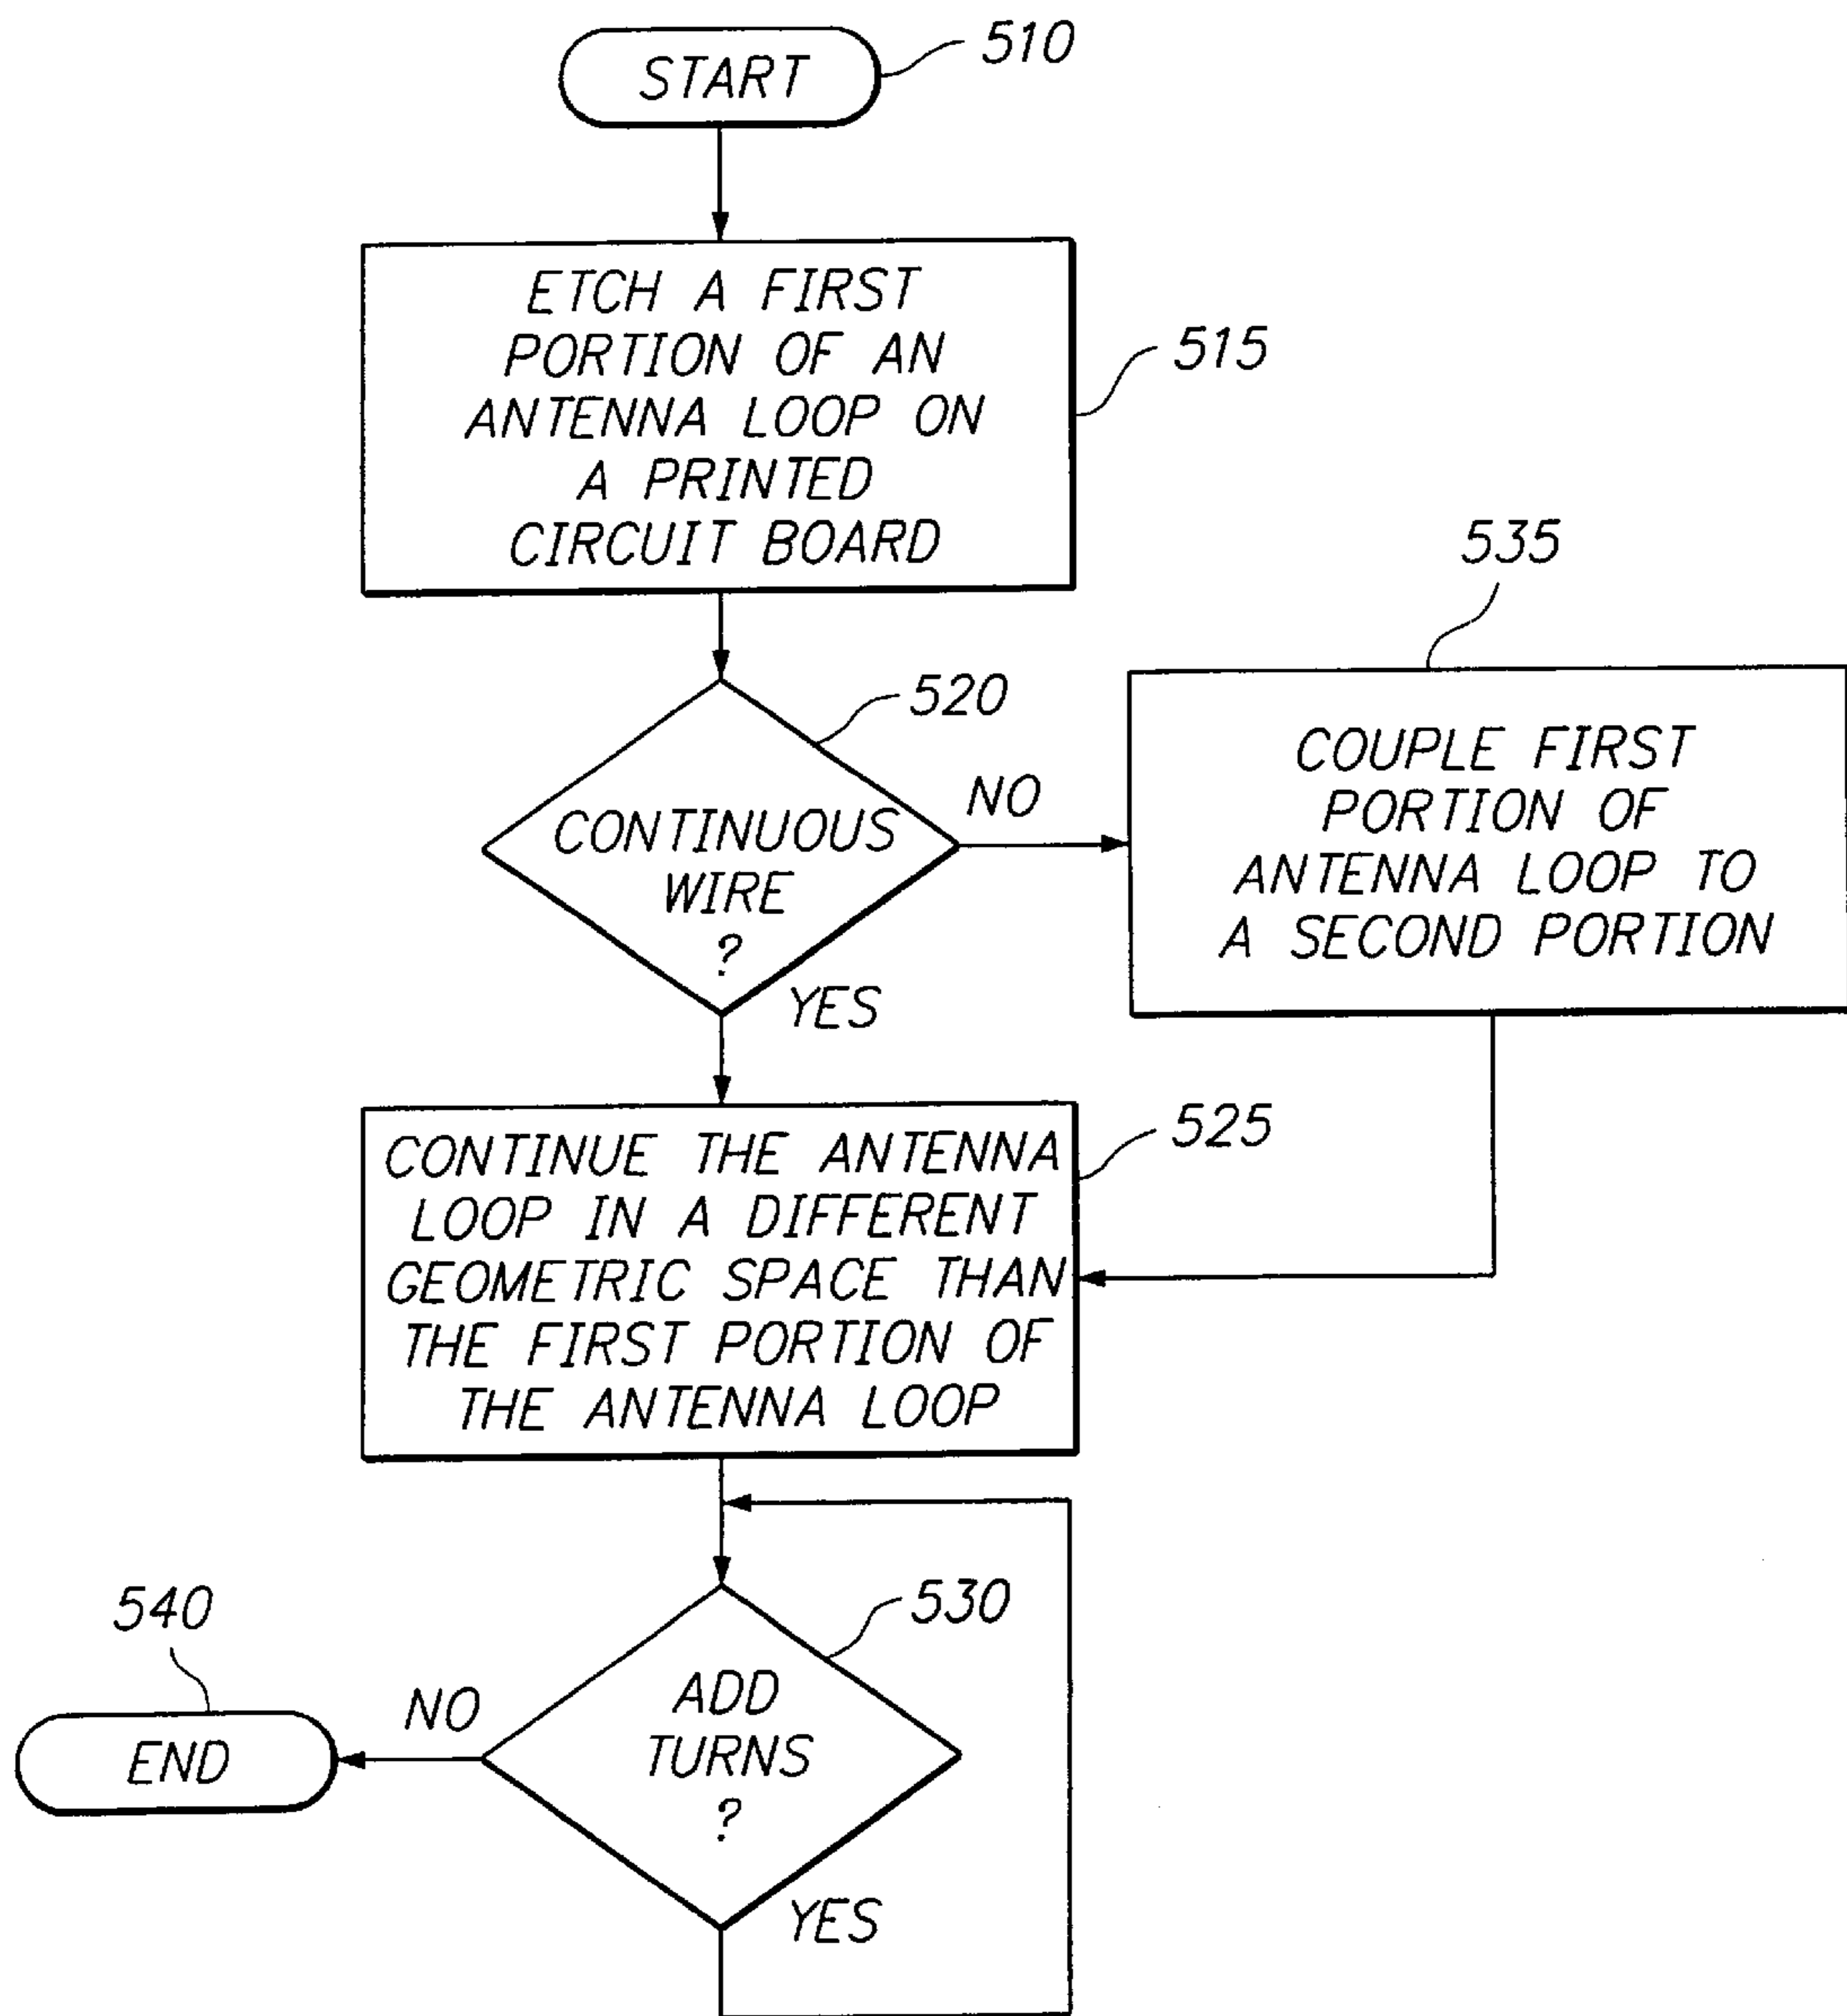 START
510
ETCH A FIRST
PORTION OF AN
ANTENNA LOOP ON
A PRINTED
CIRCUIT BOARD
515
520
CONTINUOUS
WIRE
?
NO
YES
535
COUPLE FIRST
PORTION OF
ANTENNA LOOP TO
A SECOND PORTION
CONTINUE THE ANTENNA
LOOP IN A DIFFERENT
GEOMETRIC SPACE THAN
THE FIRST PORTION OF
THE ANTENNA LOOP
525
530
ADD
TURNS
?
NO
YES
540
END